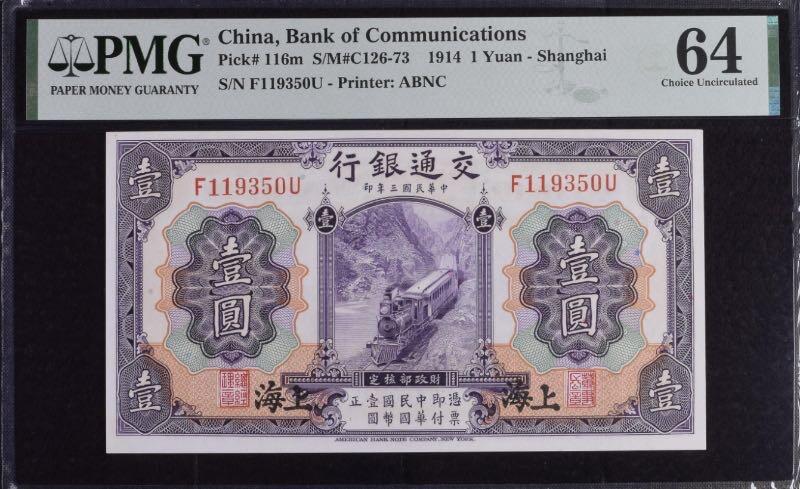 PMG®
PAPER MONEY GUARANTY
China, Bank of Communications
Pick# 116m S/M#C126-73 1914 1 Yuan - Shanghai
S/N F119350U - Printer: ABNC
64
Choice Uncirculated
行銀通交
印年三國民華中
壹 壹
F119350U F119350U
壹 壹
壹圓 壹圓
定核部政財
海上 海上
壹 壹
正壹國民中即憑
圓幣國華付票
AMERICAN BANK NOTE COMPANY, NEW YORK.